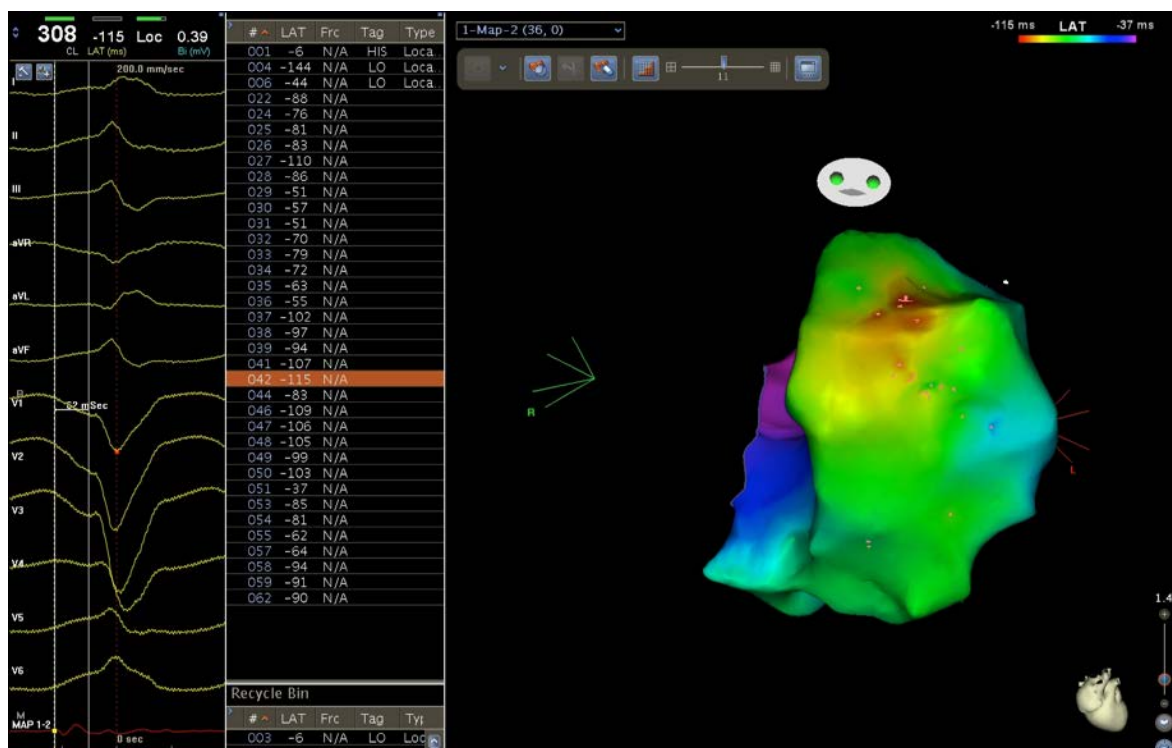 308 -115 Loc 0.39
CL LAT (ms) Bi (mV)
200.0 mm/sec
I
II
III
aVR
aVL
aVF
R
V1
52 mSec
V2
V3
V4
V5
V6
M
MAP 1-2
0 sec
# LAT Frc Tag Type
001 -6 N/A HIS Loca..
004 -144 N/A LO Loca..
006 -44 N/A LO Loca..
022 -88 N/A
024 -76 N/A
025 -81 N/A
026 -83 N/A
027 -110 N/A
028 -86 N/A
029 -51 N/A
030 -57 N/A
031 -51 N/A
032 -70 N/A
033 -79 N/A
034 -72 N/A
035 -63 N/A
036 -55 N/A
037 -102 N/A
038 -97 N/A
039 -94 N/A
041 -107 N/A
042 -115 N/A
044 -83 N/A
046 -109 N/A
047 -106 N/A
048 -105 N/A
049 -99 N/A
050 -103 N/A
051 -37 N/A
053 -85 N/A
054 -81 N/A
055 -62 N/A
057 -64 N/A
058 -94 N/A
059 -91 N/A
062 -90 N/A
Recycle Bin
# LAT Frc Tag Typ
003 -6 N/A LO Loc
1-Map-2 (36, 0)
11
-115 ms LAT -37 ms
R
L
1.4